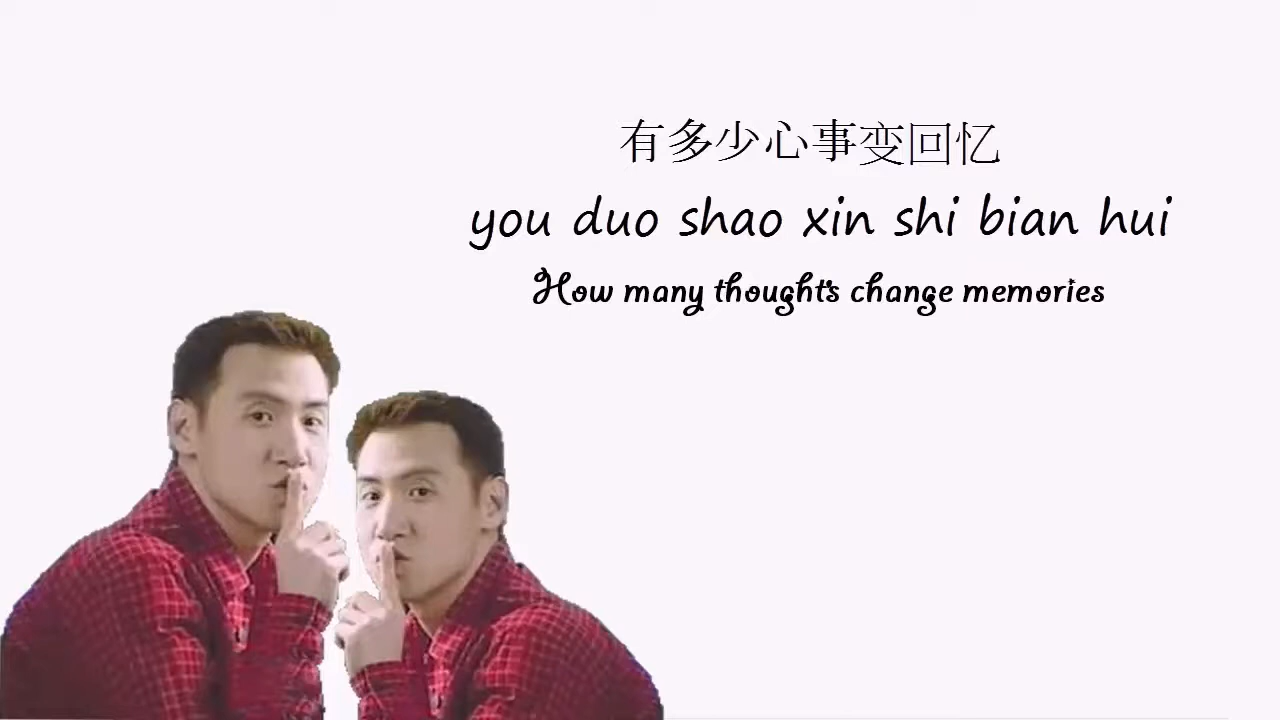 有多少心事变回忆
you duo shao xin shi bian hui
How many thoughts change memories